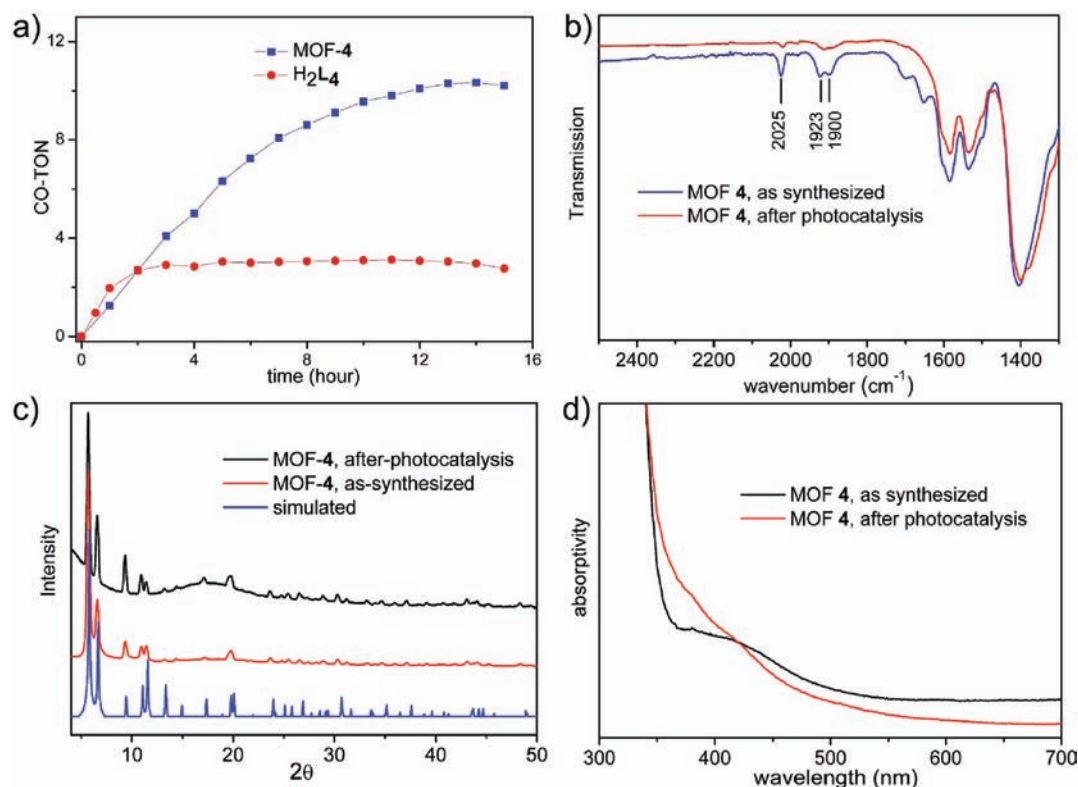 a)
12
8
4
0
CO-TON
MOF-4
H₂L₄
0 4 8 12 16
time (hour)
b)
Transmission
2025
1923
1900
MOF 4, as synthesized
MOF 4, after photocatalysis
2400 2200 2000 1800 1600 1400
wavenumber (cm⁻¹)
c)
Intensity
MOF-4, after-photocatalysis
MOF-4, as-synthesized
simulated
10 20 30 40 50
2θ
d)
absorptivity
MOF 4, as synthesized
MOF 4, after photocatalysis
300 400 500 600 700
wavelength (nm)